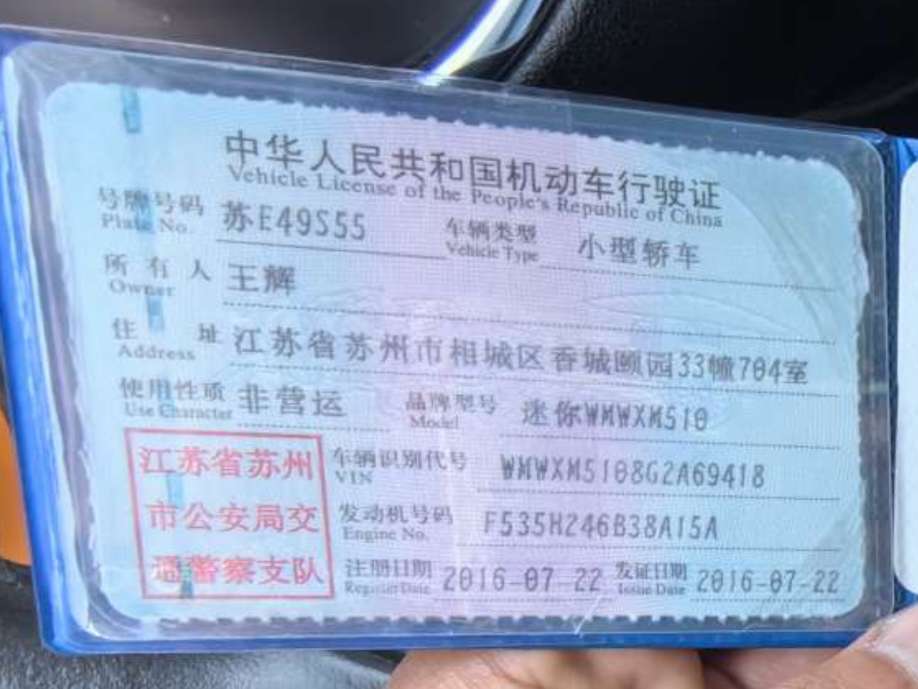 中华人民共和国机动车行驶证
Vehicle License of the People's Republic of China
号牌号码 苏E49S55 车辆类型 小型轿车
Plate No. Vehicle Type
所有人 王辉
Owner
住址 江苏省苏州市相城区香城颐园33幢704室
Address
使用性质 非营运 品牌型号 迷你WMWXM510
Use Character Model
江苏省苏州
市公安局交
通警察支队
车辆识别代号 WMWXM5108G2A69418
VIN
发动机号码 F535H246B38A15A
Engine No.
注册日期 2016-07-22 发证日期 2016-07-22
Register Date Issue Date